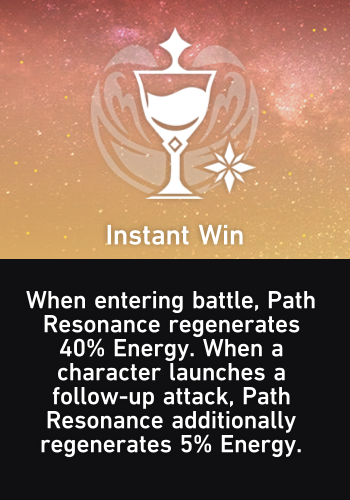 Instant Win
When entering battle, Path
Resonance regenerates
40% Energy. When a
character launches a
follow-up attack, Path
Resonance additionally
regenerates 5% Energy.